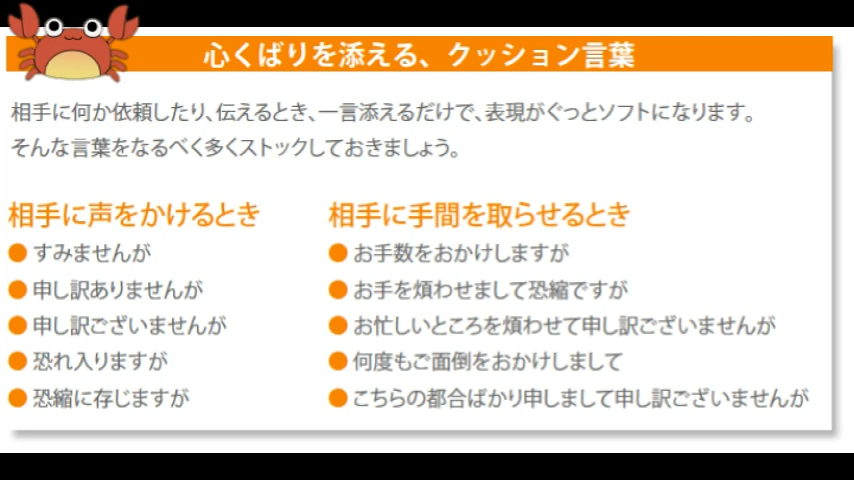 心くばりを添える、クッション言葉
相手に何か依頼したり、伝えるとき、一言添えるだけで、表現がぐっとソフトになります。
そんな言葉をなるべく多くストックしておきましょう。
相手に声をかけるとき
● すみませんが
● 申し訳ありませんが
● 申し訳ございませんが
● 恐れ入りますが
● 恐縮に存じますが
相手に手間を取らせるとき
● お手数をおかけしますが
● お手を煩わせまして恐縮ですが
● お忙しいところを煩わせて申し訳ございませんが
● 何度もご面倒をおかけしまして
● こちらの都合ばかり申しまして申し訳ございませんが